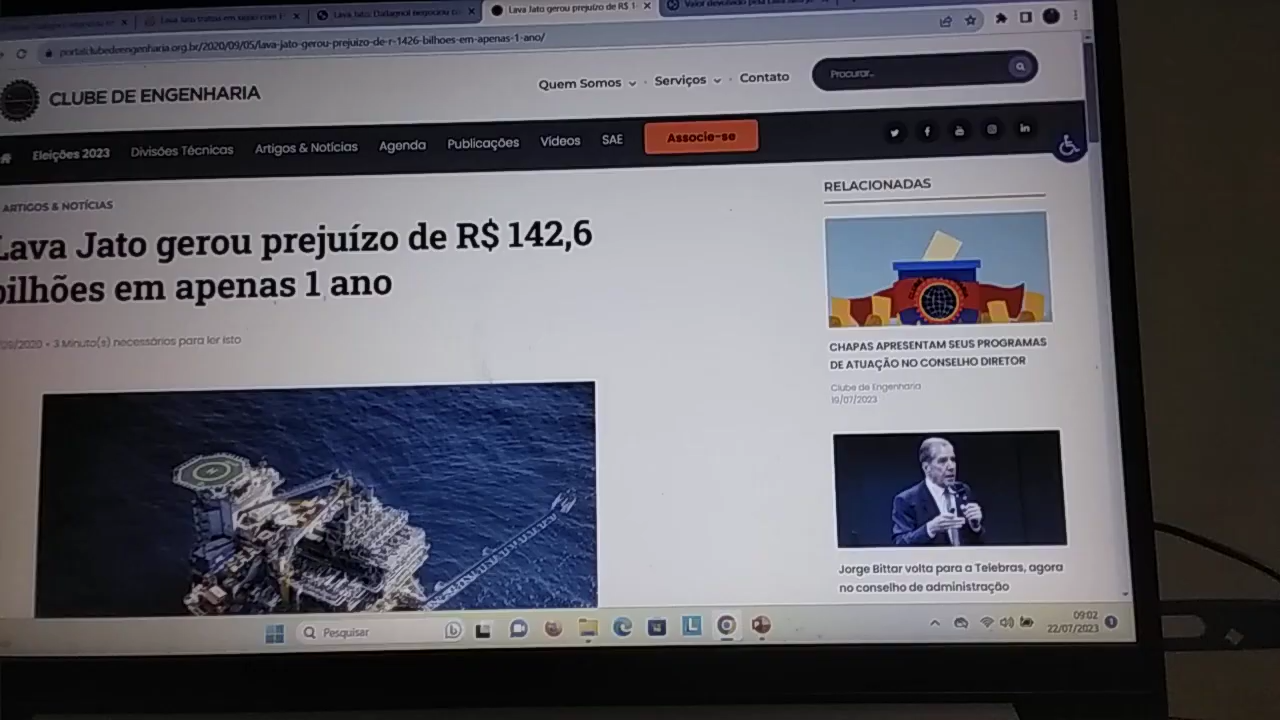 Lava Jato gerou prejuízo de R$ 1
portalclubedeengenharia.org.br/2020/09/05/lava-jato-gerou-prejuizo-de-r-1426-bilhoes-em-apenas-1-ano/
CLUBE DE ENGENHARIA
Quem Somos
Serviços
Contato
Procurar...
Eleições 2023
Divisões Técnicas
Artigos & Notícias
Agenda
Publicações
Vídeos
SAE
Associe-se
in
ARTIGOS & NOTÍCIAS
Lava Jato gerou prejuízo de R$ 142,6
bilhões em apenas 1 ano
/09/2020 • 3 Minuto(s) necessários para ler isto
RELACIONADAS
CHAPAS APRESENTAM SEUS PROGRAMAS
DE ATUAÇÃO NO CONSELHO DIRETOR
Clube de Engenharia
19/07/2023
Jorge Bittar volta para a Telebras, agora
no conselho de administração
Pesquisar
09:02
22/07/2023